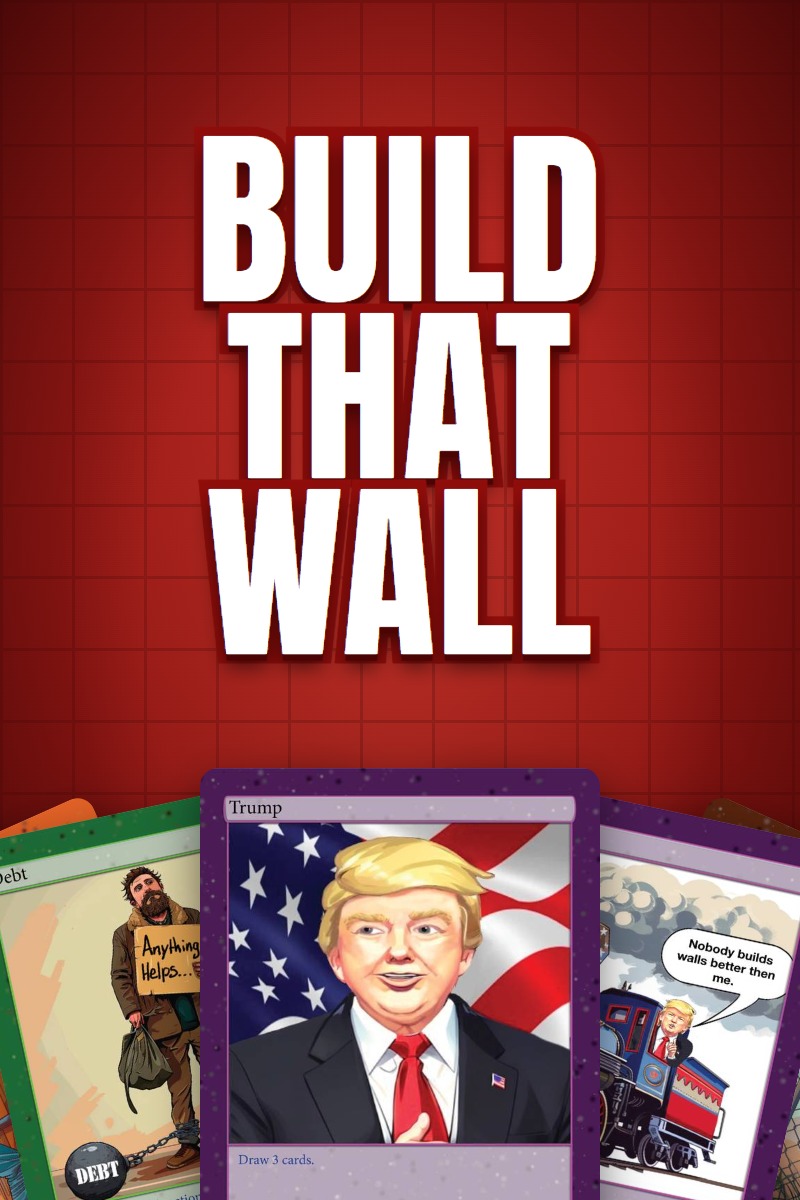 BUILD
THAT
WALL
Trump
Debt
Anything
Helps...
Nobody builds
walls better then
me.
DEBT
Draw 3 cards.